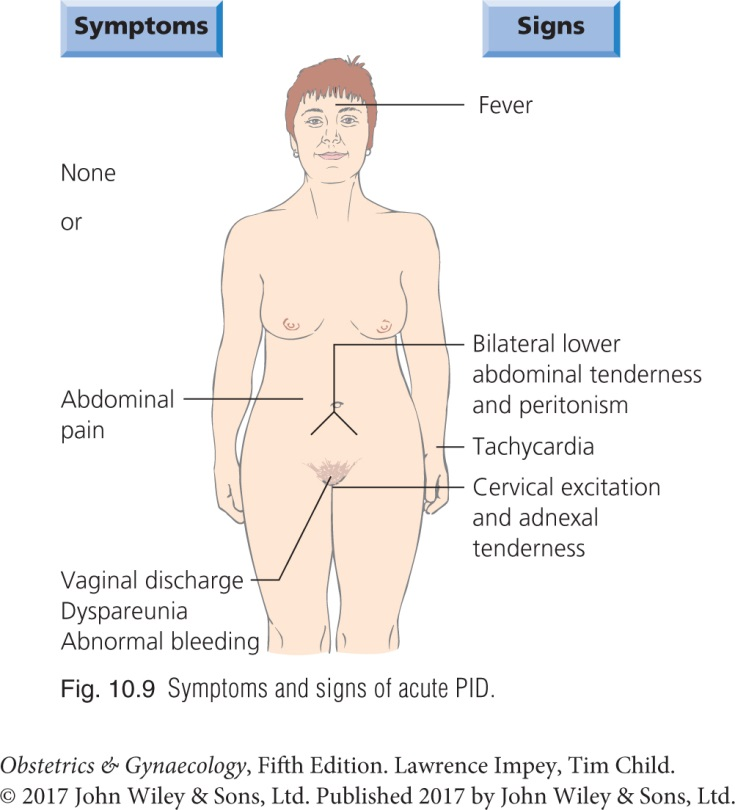 Symptoms
Signs
Fever
None
or
Bilateral lower
abdominal tenderness
and peritonism
Abdominal
pain
Tachycardia
Cervical excitation
and adnexal
tenderness
Vaginal discharge
Dyspareunia
Abnormal bleeding
Fig. 10.9 Symptoms and signs of acute PID.
Obstetrics & Gynaecology, Fifth Edition. Lawrence Impey, Tim Child.
© 2017 John Wiley & Sons, Ltd. Published 2017 by John Wiley & Sons, Ltd.